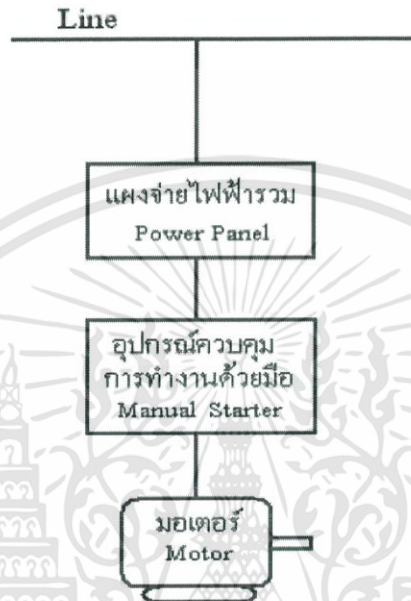 Line
แผงจ่ายไฟฟ้ารวม
Power Panel
อุปกรณ์ควบคุม
การทำงานด้วยมือ
Manual Starter
มอเตอร์
Motor